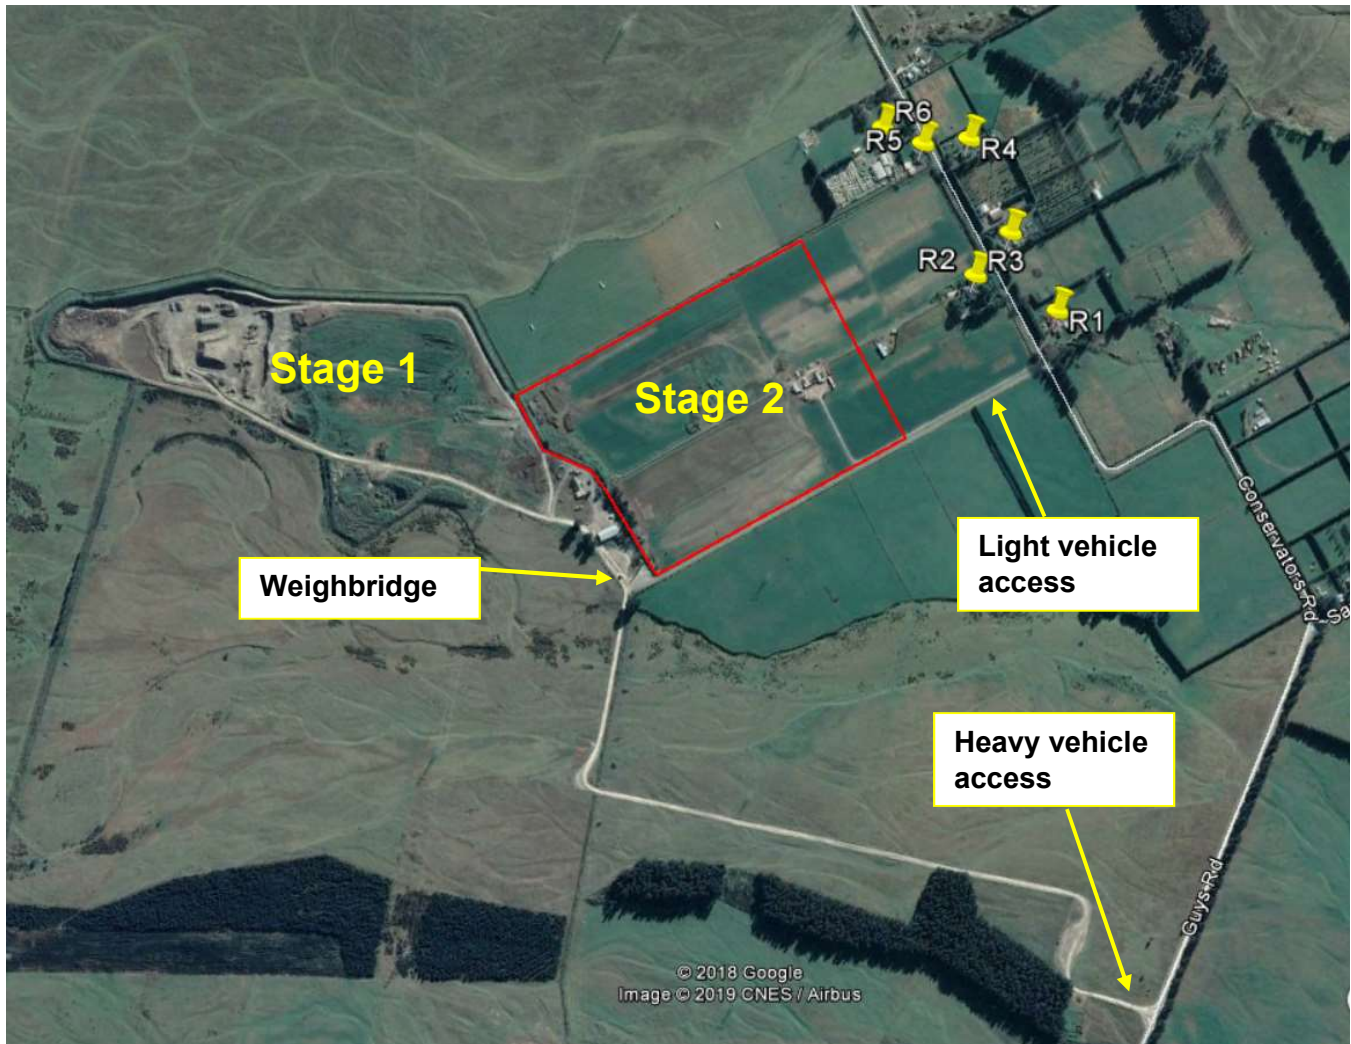 R6
R5
R4
R2
R3
R1
Stage 1
Stage 2
Conservators Rd
Sa
Light vehicle
access
Weighbridge
Heavy vehicle
access
Guys Rd
© 2018 Google
Image © 2019 CNES / Airbus